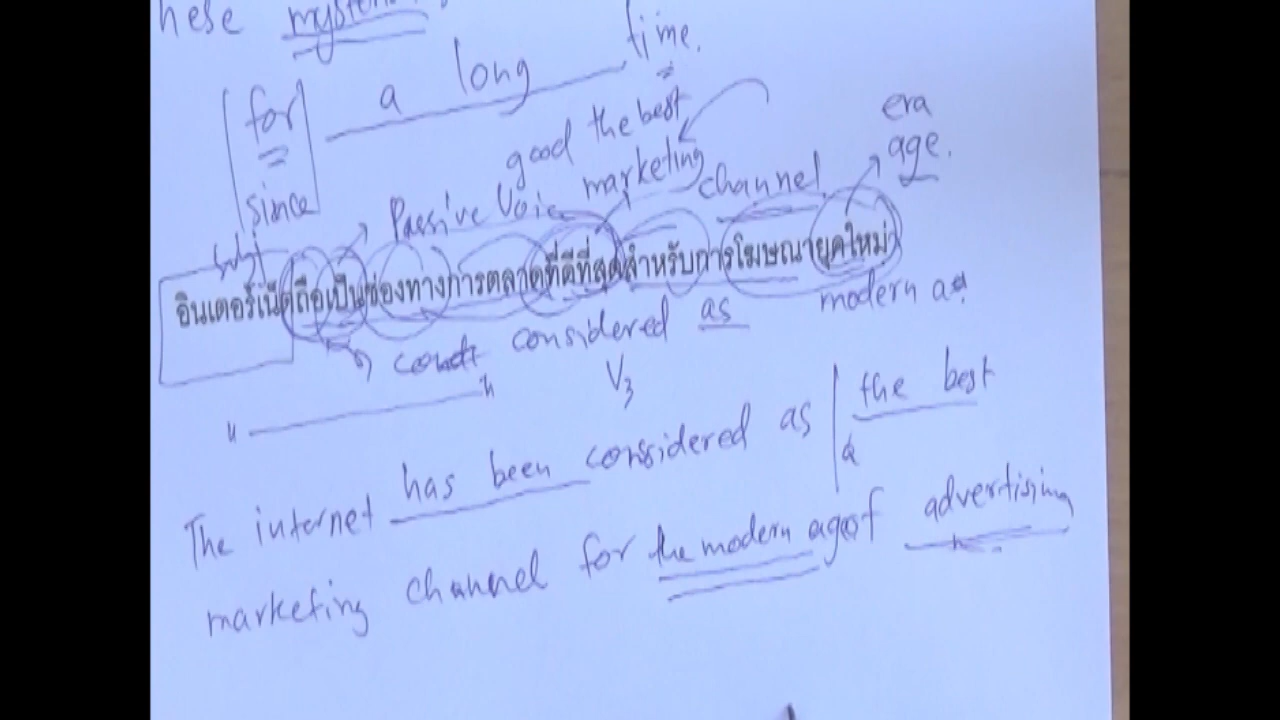 these
for a long time.
since
good the best
era
age.
marketing channel
subj Passive Voice
อินเตอร์เน็ตถือเป็นช่องทางการตลาดที่ดีที่สุดสำหรับการโฆษณายุคใหม่
considered as modern
V3
The internet has been considered as the best
a
marketing channel for the modern age of advertising